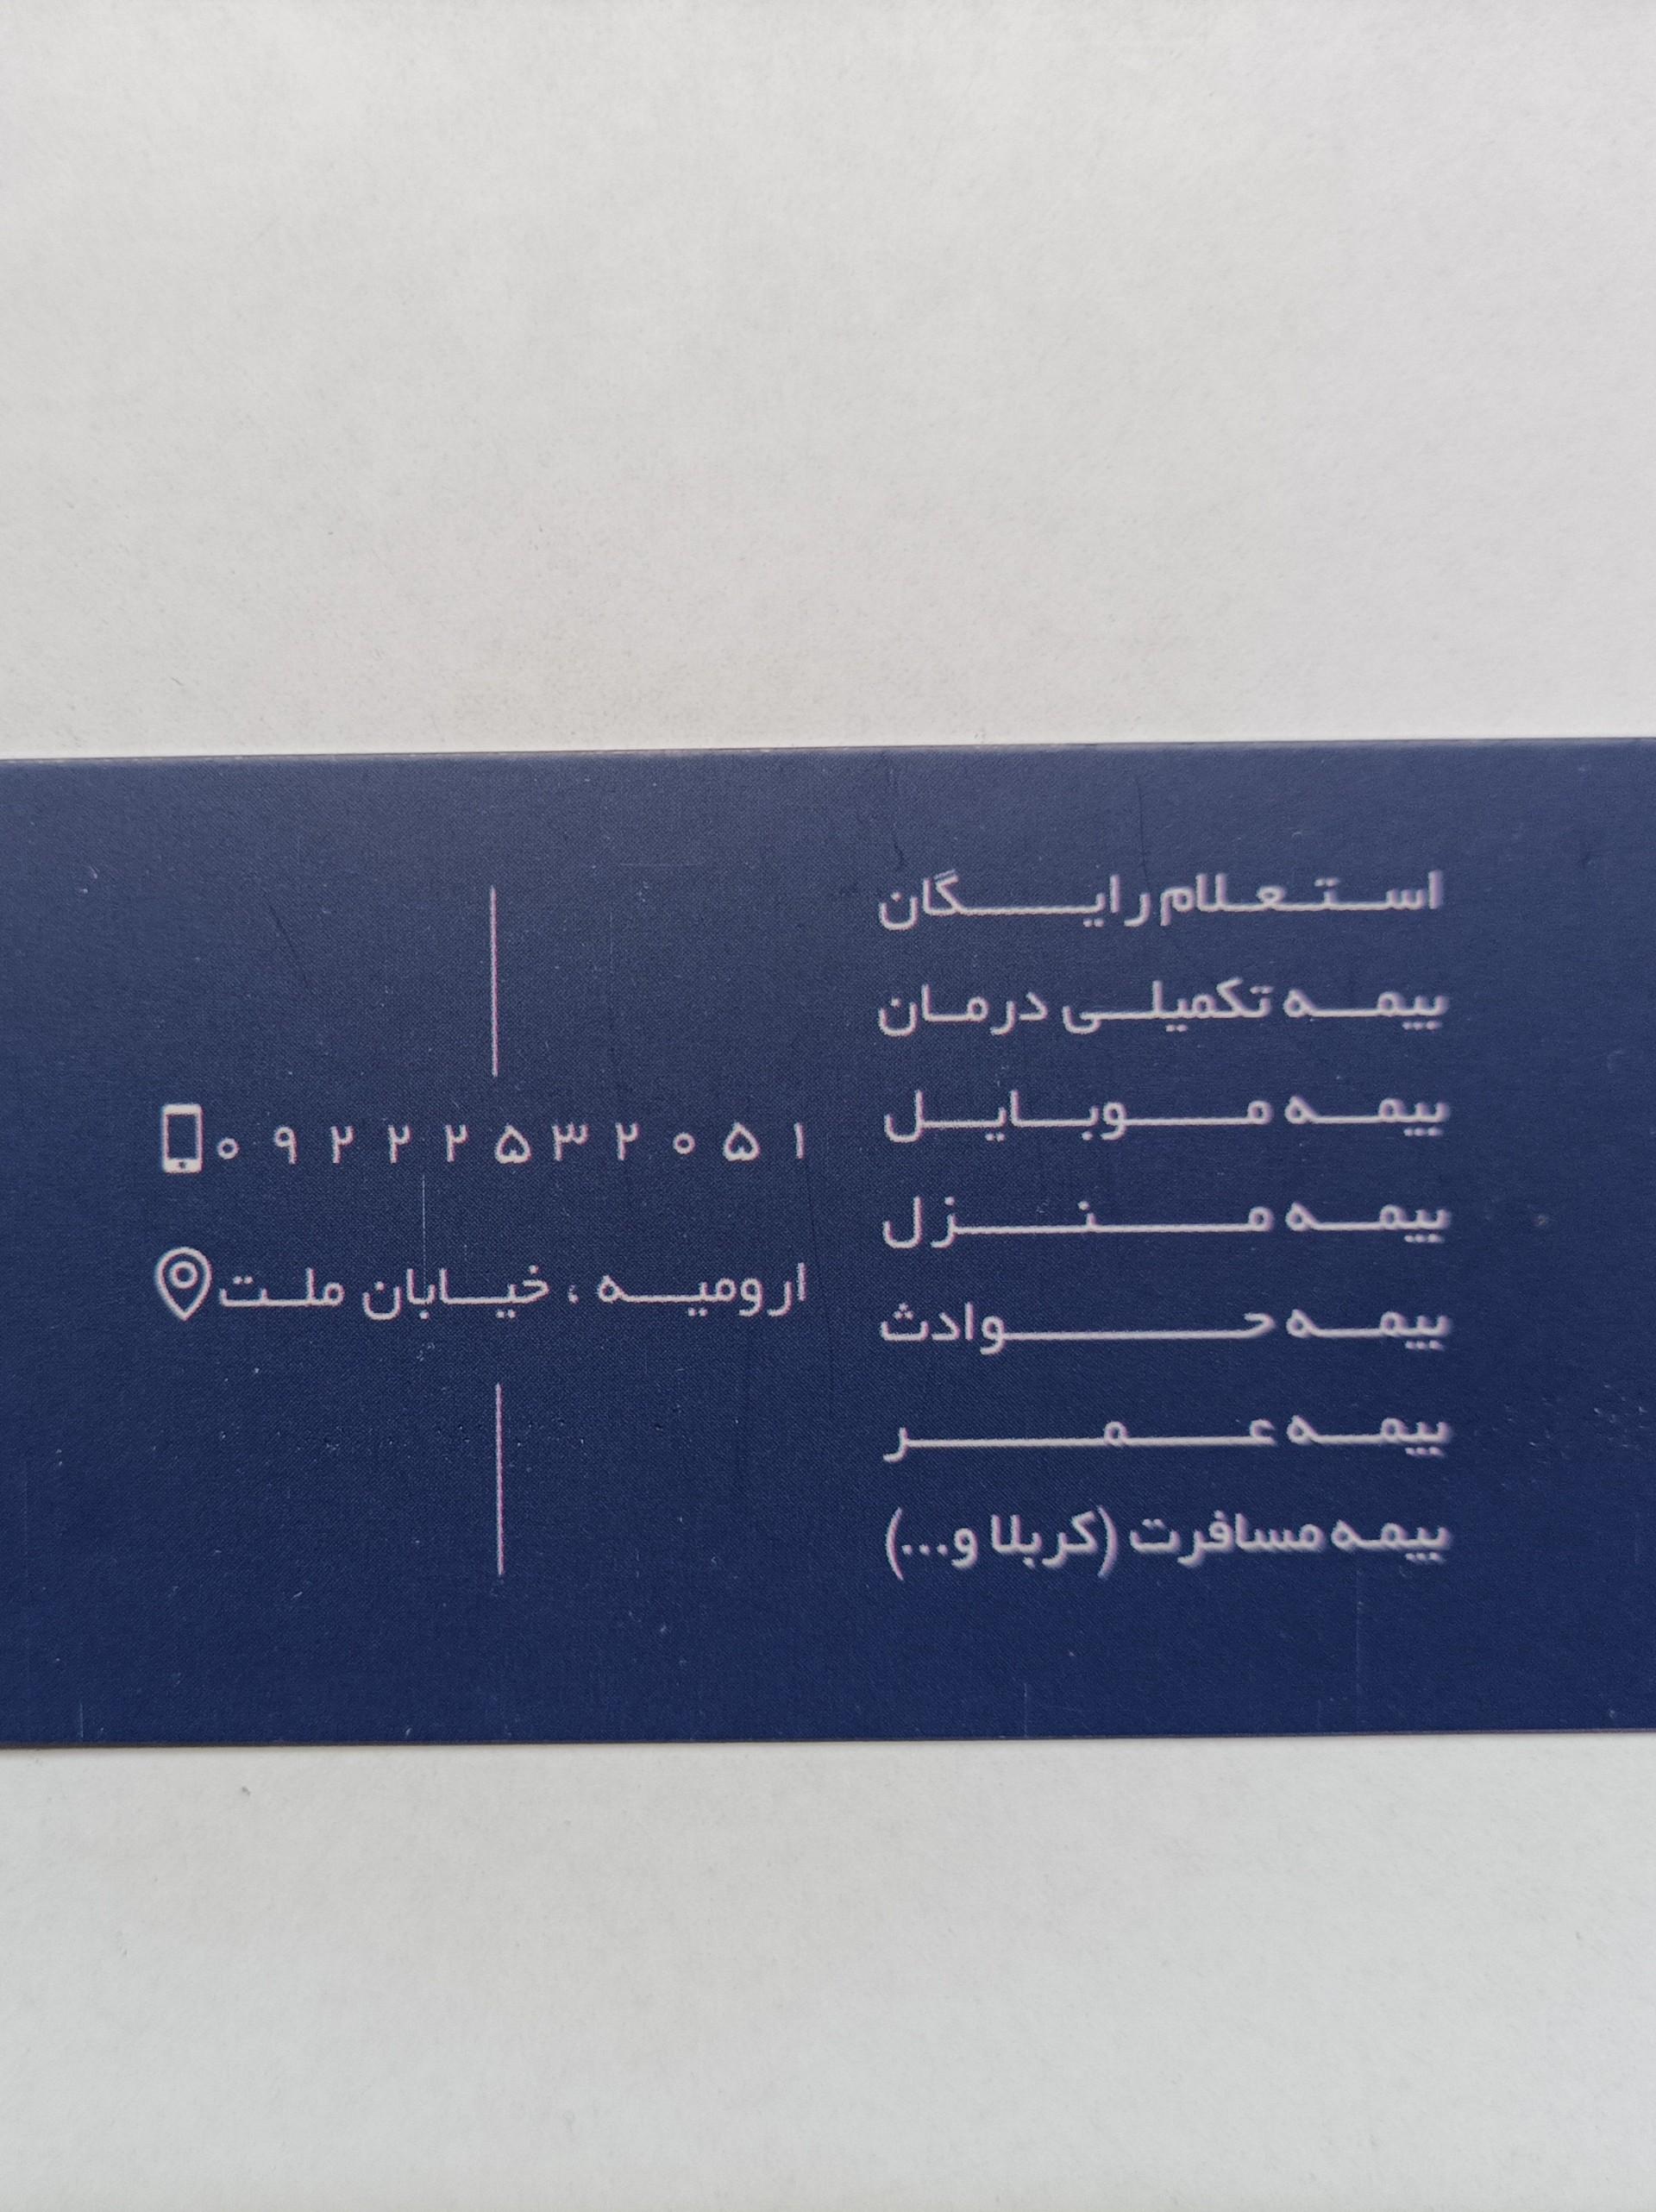 استعلام رایگان
بیمه تکمیلی درمان
بیمه موبایل
بیمه منزل
بیمه حوادث
بیمه عمر
بیمه مسافرت (کربلا و...)
۰۹۲۲۲۵۳۲۰۵۱
ارومیه ، خیابان ملت